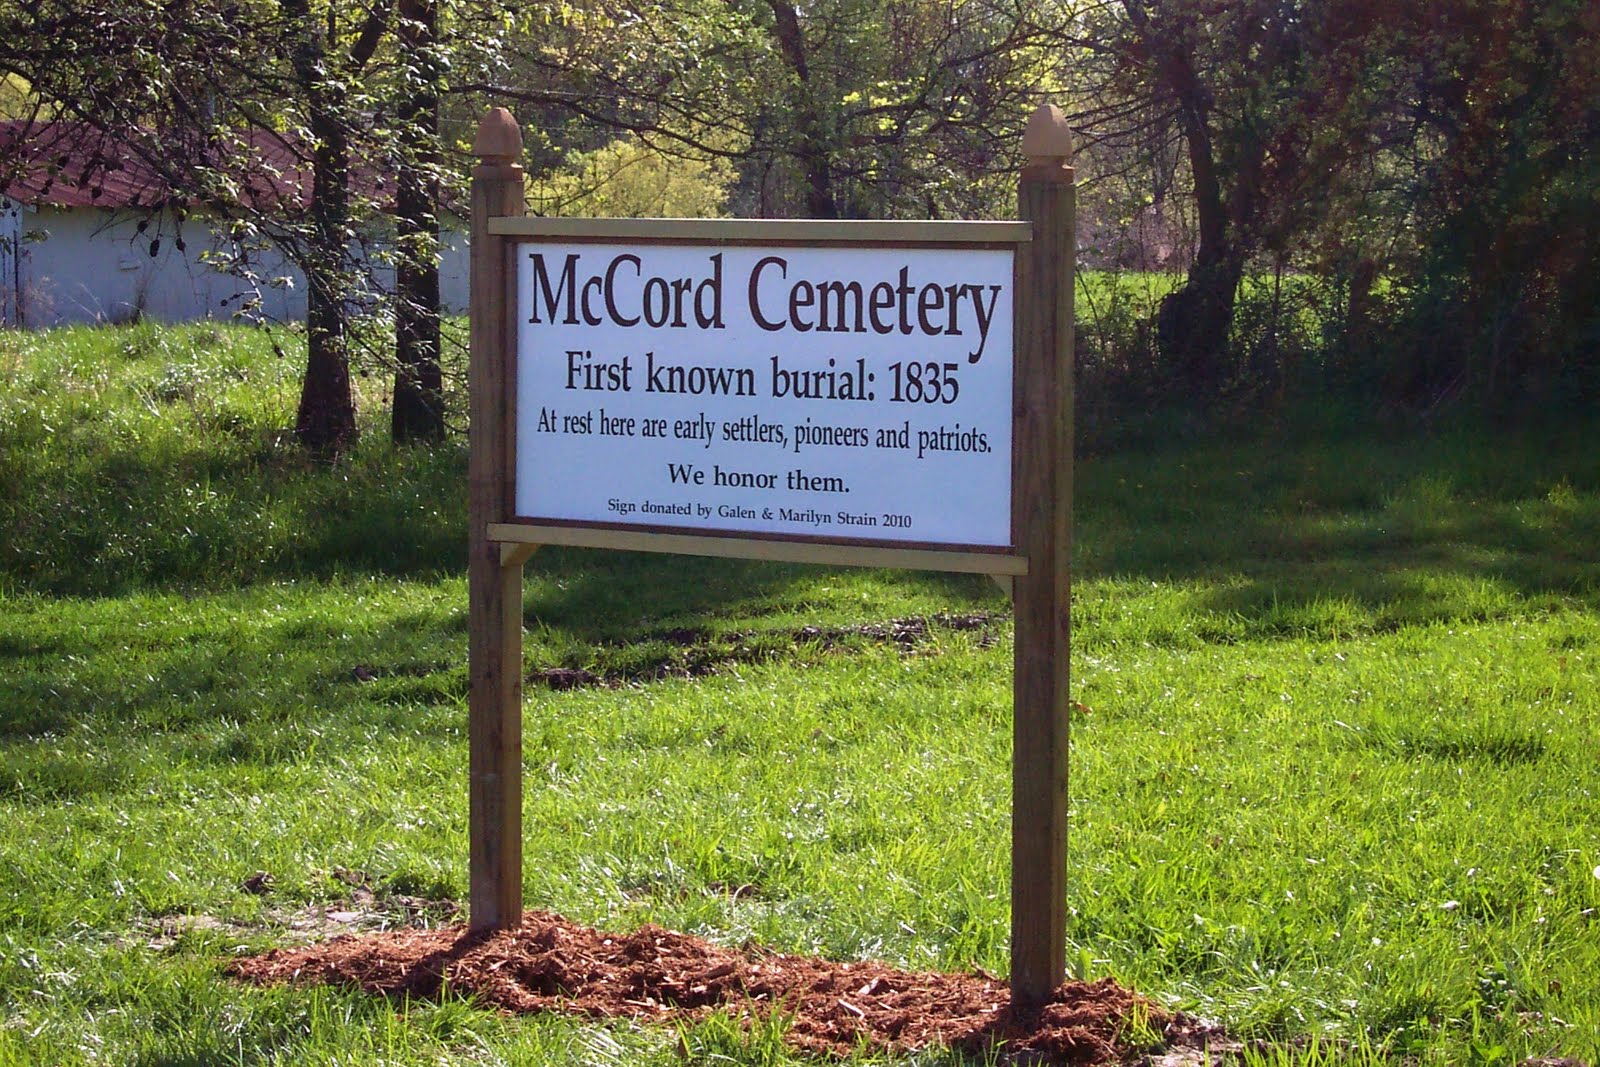 McCord Cemetery
First known burial: 1835
At rest here are early settlers, pioneers and patriots.
We honor them.
Sign donated by Galen & Marilyn Strain 2010